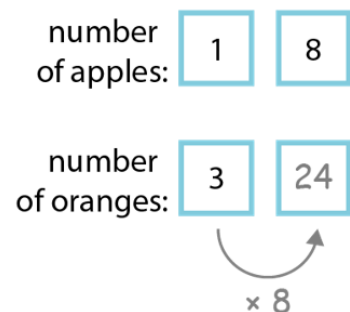 number
of apples:
1 8
number
of oranges:
3 24
× 8